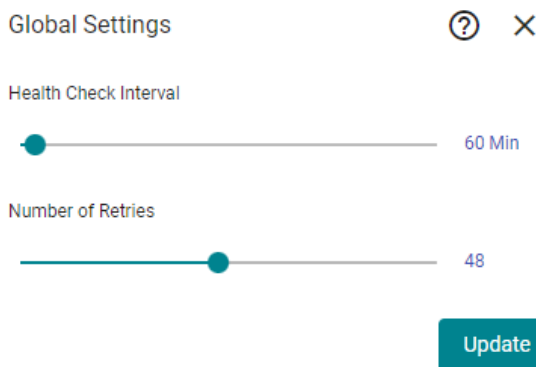 Global Settings
Health Check Interval
60 Min
Number of Retries
48
Update